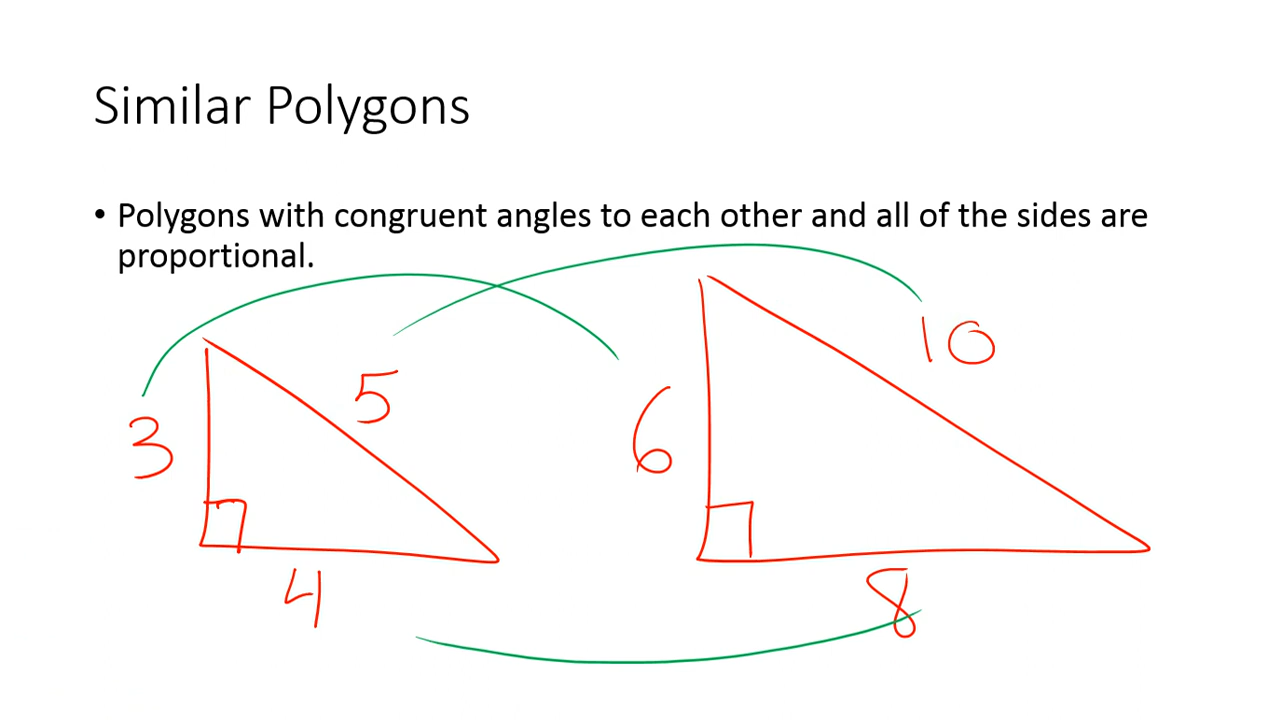 Similar Polygons
• Polygons with congruent angles to each other and all of the sides are
proportional.
3
5
4
6
10
8